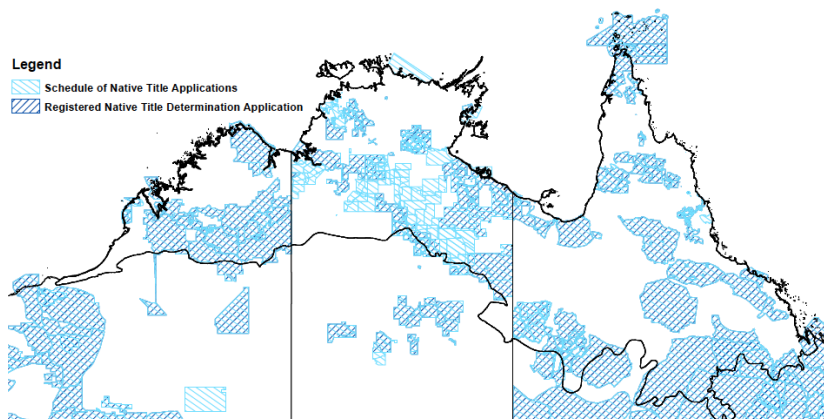 Legend
Schedule of Native Title Applications
Registered Native Title Determination Application